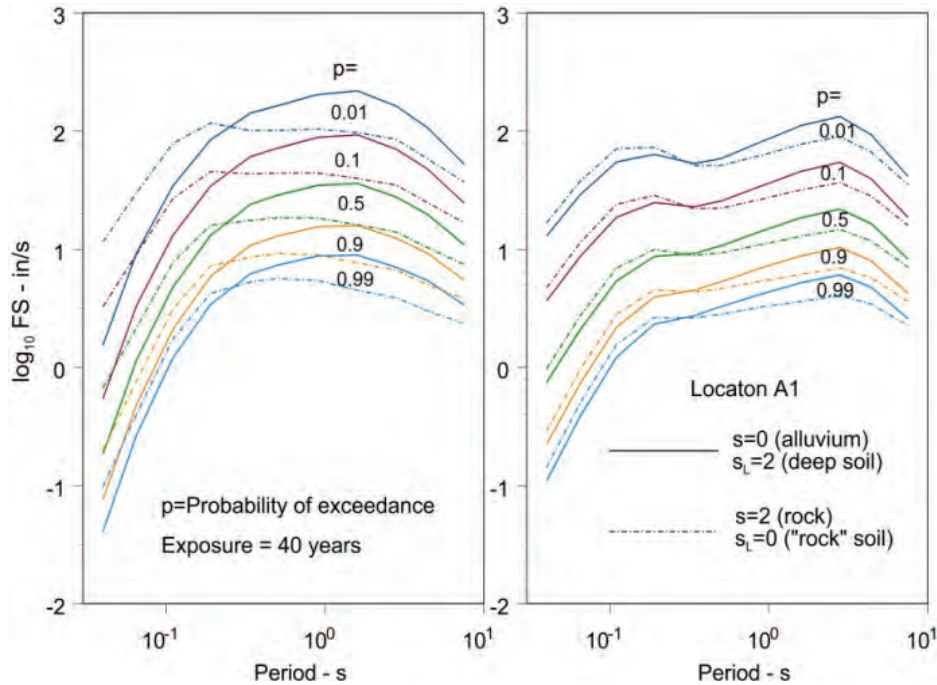 3
2
1
0
-1
-2
log10 FS - in/s
p=
0.01
0.1
0.5
0.9
0.99
p=Probability of exceedance
Exposure = 40 years
10-1
100
101
Period - s
3
2
1
0
-1
-2
p=
0.01
0.1
0.5
0.9
0.99
Locaton A1
s=0 (alluvium)
sL=2 (deep soil)
s=2 (rock)
sL=0 ("rock" soil)
10-1
100
101
Period - s